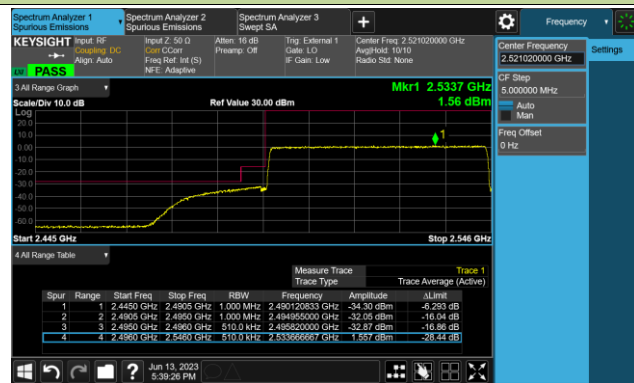 Spectrum Analyzer 1
Spurious Emissions
Spectrum Analyzer 2
Spurious Emissions
Spectrum Analyzer 3
Swept SA
+
Frequency
KEYSIGHT
Input: RF
Coupling: DC
Align: Auto
Input Z: 50 Ω
Corr CCorr
Freq Ref: Int (S)
NFE: Adaptive
Atten: 16 dB
Preamp: Off
Trig: External 1
Gate: LO
IF Gain: Low
Center Freq: 2.521020000 GHz
Avg|Hold: 10/10
Radio Std: None
PASS
Center Frequency
2.521020000 GHz
Settings
CF Step
5.000000 MHz
Auto
Man
Freq Offset
0 Hz
3 All Range Graph
Mkr1 2.5337 GHz
Scale/Div 10.0 dB
Ref Value 30.00 dBm
1.56 dBm
Log
20.0
10.0
0.00
-10.0
-20.0
-30.0
-40.0
-50.0
-60.0
1
Start 2.445 GHz
Stop 2.546 GHz
4 All Range Table
Measure Trace Trace 1
Trace Type Trace Average (Active)
Spur Range Start Freq Stop Freq RBW Frequency Amplitude ΔLimit
1 1 2.4450 GHz 2.4905 GHz 1.000 MHz 2.490120833 GHz -34.30 dBm -6.293 dB
2 2 2.4905 GHz 2.4950 GHz 1.000 MHz 2.494955000 GHz -32.05 dBm -16.04 dB
3 3 2.4950 GHz 2.4960 GHz 510.0 kHz 2.495820000 GHz -32.87 dBm -16.86 dB
4 4 2.4960 GHz 2.5460 GHz 510.0 kHz 2.533666667 GHz 1.557 dBm -28.44 dB
?
Jun 13, 2023
5:39:26 PM